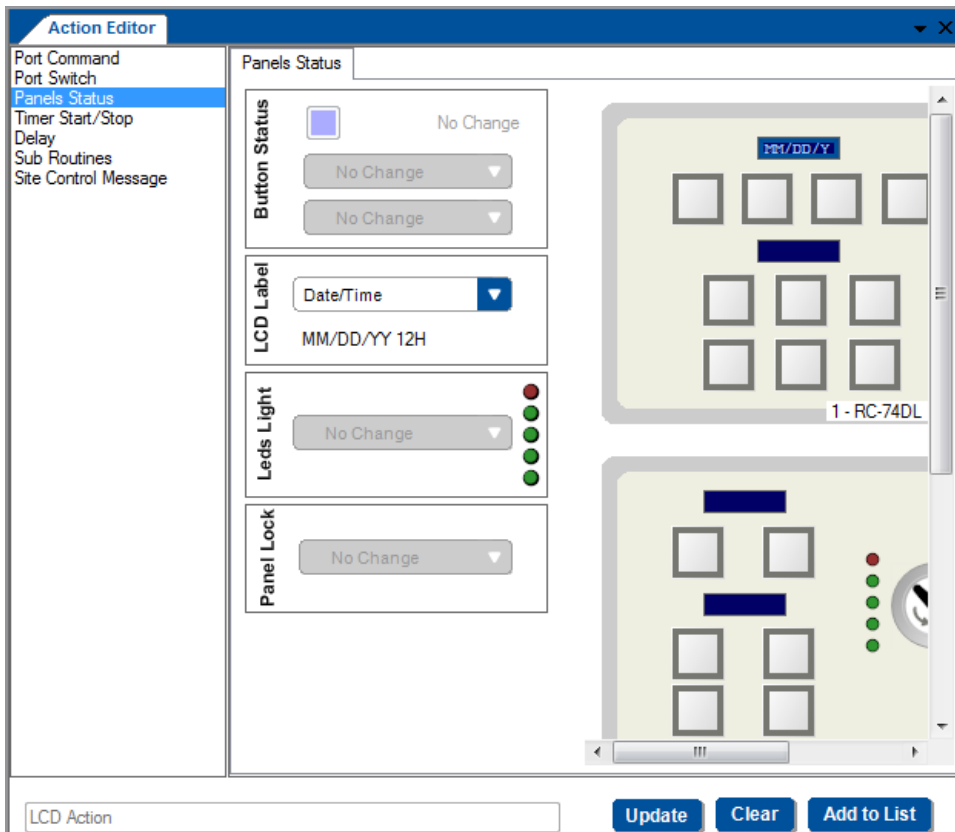 Action Editor
Port Command
Port Switch
Panels Status
Timer Start/Stop
Delay
Sub Routines
Site Control Message
Panels Status
Button Status
No Change
No Change
No Change
LCD Label
Date/Time
MM/DD/YY 12H
Leds Light
No Change
Panel Lock
No Change
MM/DD/Y
1 - RC-74DL
LCD Action
Update
Clear
Add to List